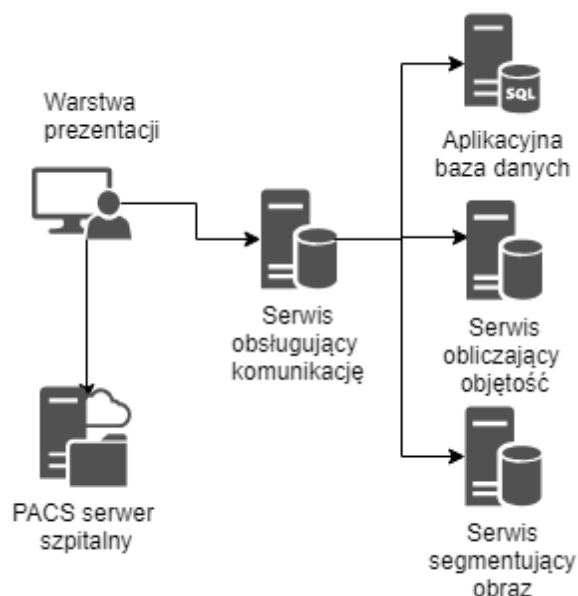 Warstwa
prezentacji
SQL
Aplikacyjna
baza danych
Serwis
obsługujący
komunikację
Serwis
obliczający
objętość
PACS serwer
szpitalny
Serwis
segmentujący
obraz